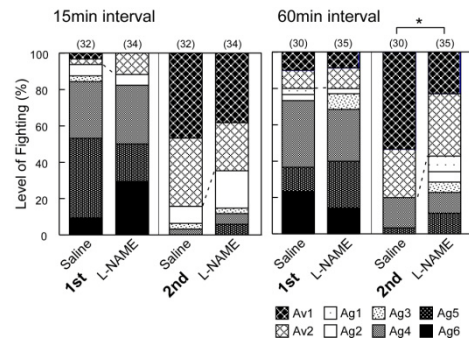 15min interval
60min interval
*
(32) (34) (32) (34)
(30) (35) (30) (35)
Level of Fighting (%)
100
80
60
40
20
0
Saline L-NAME Saline L-NAME
1st 2nd
Saline L-NAME Saline L-NAME
1st 2nd
Av1 Ag1 Ag3 Ag5
Av2 Ag2 Ag4 Ag6